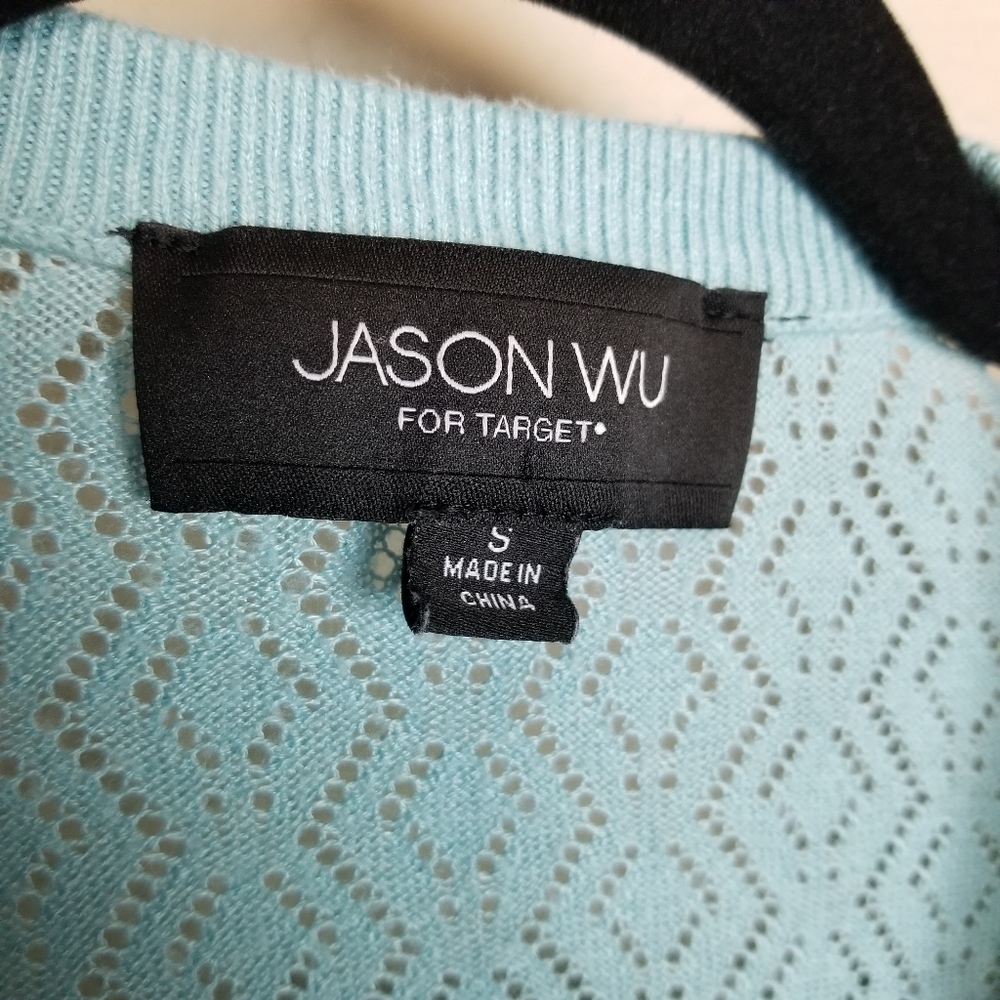 JASON WU
FOR TARGET
S
MADE IN
CHINA